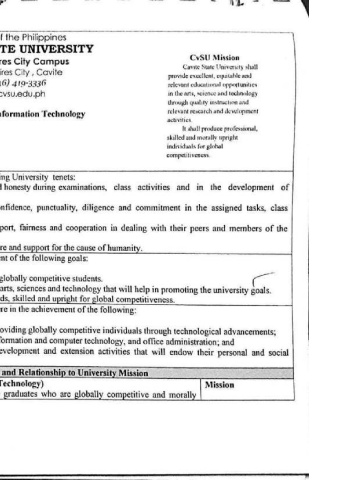 f the Philippines
TE UNIVERSITY
res City Campus
ires City , Cavite
46) 419-3336
cvsu.edu.ph
formation Technology
CvSU Mission
Cavite State University shall
provide excellent, equitable and
relevant educational opportunities
in the arts, science and technology
through quality instruction and
relevant research and development
activities.
It shall produce professional,
skilled and morally upright
individuals for global
competitiveness.
ing University tenets:
d honesty during examinations, class activities and in the development of
nfidence, punctuality, diligence and commitment in the assigned tasks, class
port, fairness and cooperation in dealing with their peers and members of the
re and support for the cause of humanity.
nt of the following goals:
globally competitive students.
arts, sciences and technology that will help in promoting the university goals.
ds, skilled and upright for global competitiveness.
re in the achievement of the following:
oviding globally competitive individuals through technological advancements;
formation and computer technology, and office administration; and
evelopment and extension activities that will endow their personal and social
and Relationship to University Mission
Technology)
Mission
graduates who are globally competitive and morally